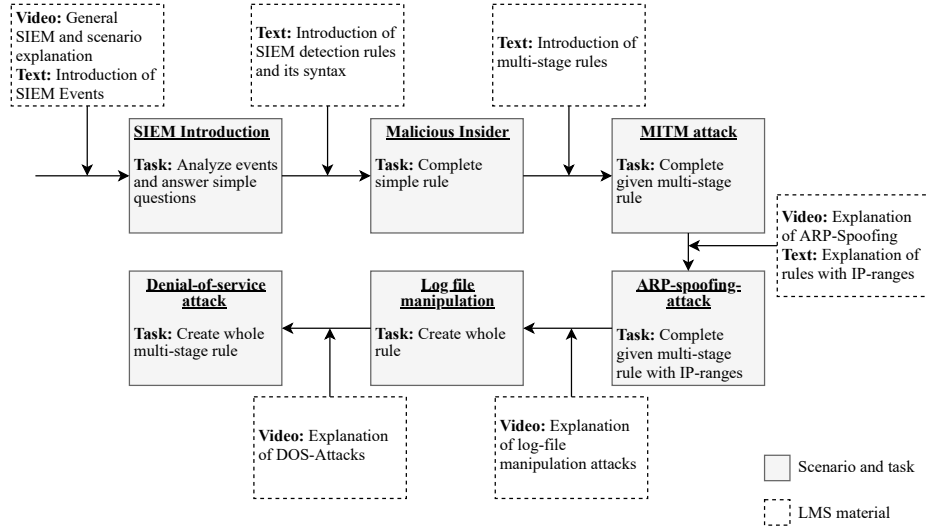 Video: General
SIEM and scenario
explanation
Text: Introduction of
SIEM Events
Text: Introduction of
SIEM detection rules
and its syntax
Text: Introduction of
multi-stage rules
SIEM Introduction
Task: Analyze events
and answer simple
questions
Malicious Insider
Task: Complete
simple rule
MITM attack
Task: Complete
given multi-stage
rule
Video: Explanation
of ARP-Spoofing
Text: Explanation of
rules with IP-ranges
Denial-of-service
attack
Task: Create whole
multi-stage rule
Log file
manipulation
Task: Create whole
rule
ARP-spoofing-
attack
Task: Complete
given multi-stage
rule with IP-ranges
Video: Explanation
of DOS-Attacks
Video: Explanation
of log-file
manipulation attacks
Scenario and task
LMS material